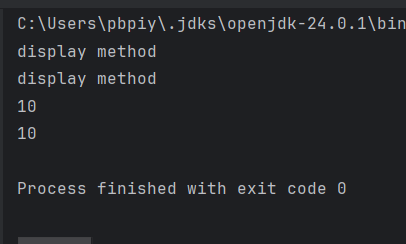 C:\Users\pbpiy\.jdks\openjdk-24.0.1\bin
display method
display method
10
10
Process finished with exit code 0